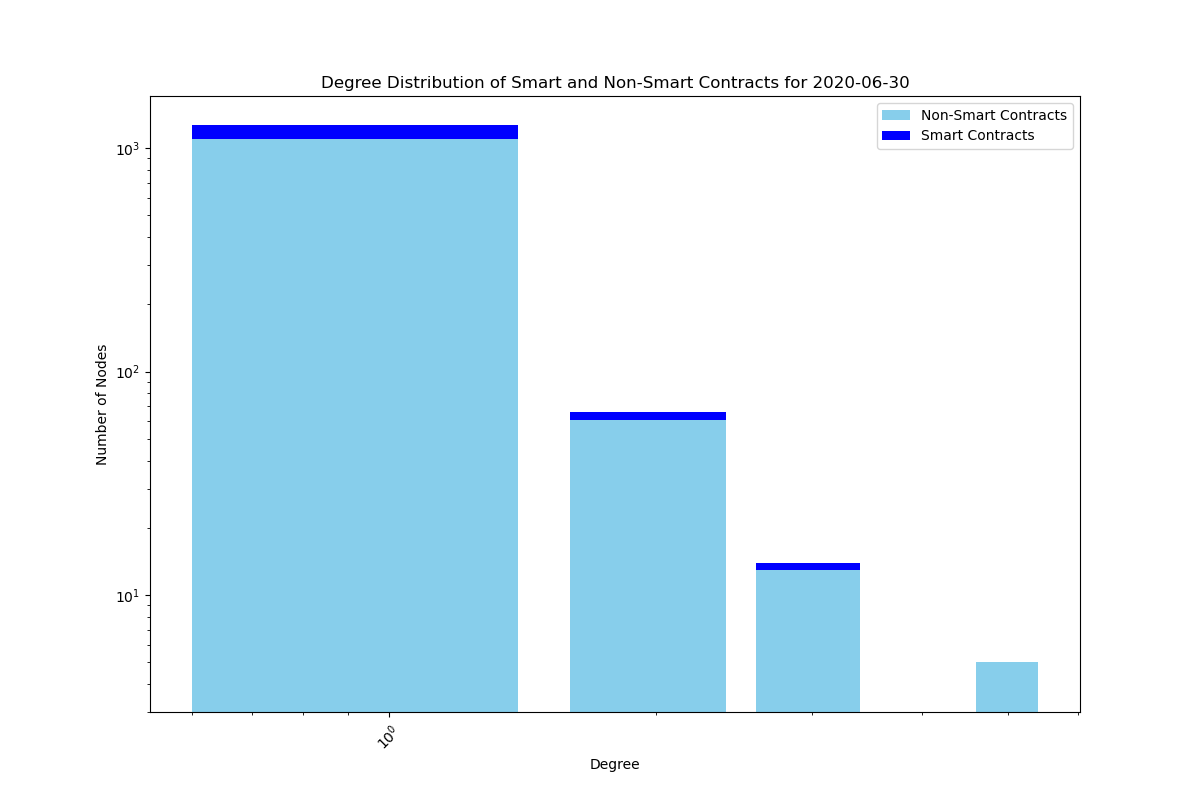 Degree Distribution of Smart and Non-Smart Contracts for 2020-06-30
Non-Smart Contracts
Smart Contracts
10³
10²
10¹
Number of Nodes
10⁰
Degree